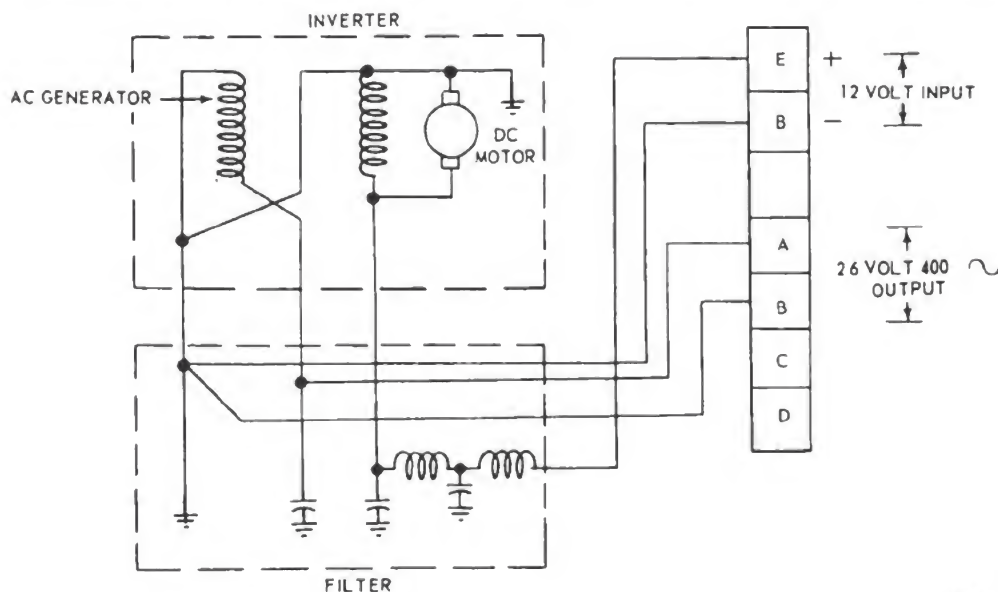 INVERTER
AC GENERATOR
DC
MOTOR
E
+
12 VOLT INPUT
B
−
A
26 VOLT 400 ∿
OUTPUT
B
C
D
FILTER